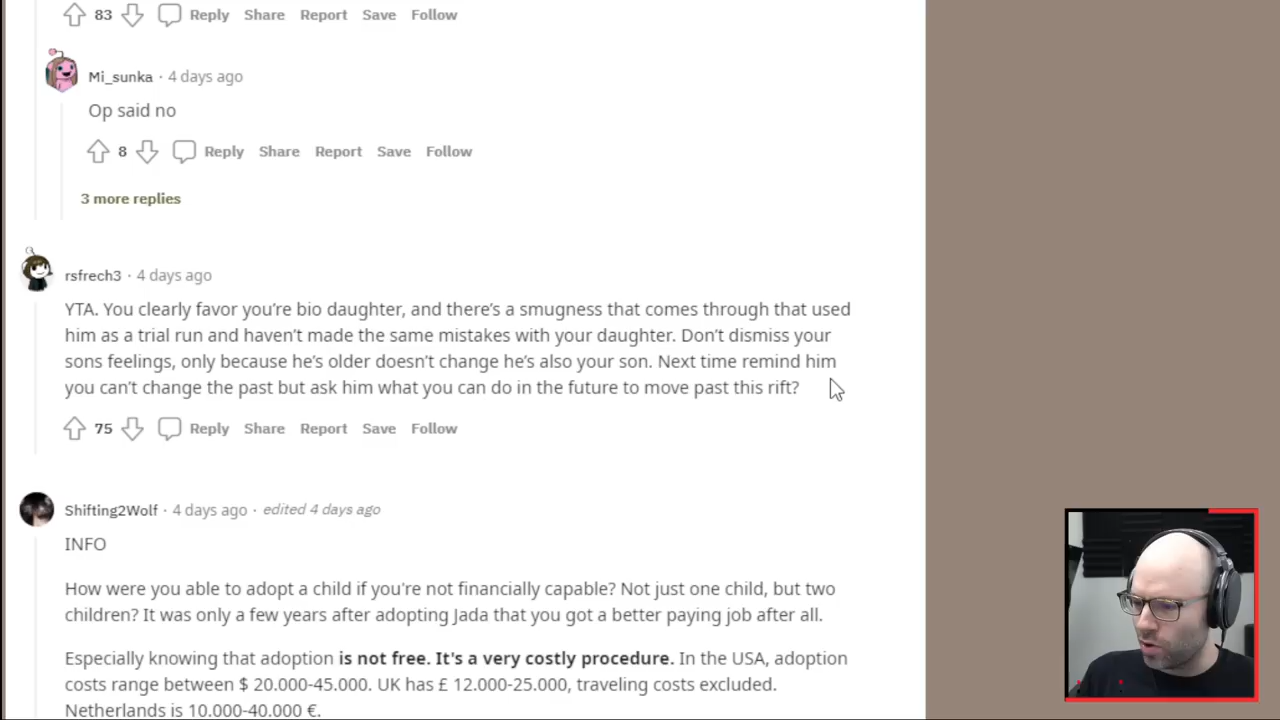 83 Reply Share Report Save Follow
Mi_sunka · 4 days ago
Op said no
8 Reply Share Report Save Follow
3 more replies
rsfrech3 · 4 days ago
YTA. You clearly favor you’re bio daughter, and there’s a smugness that comes through that used
him as a trial run and haven’t made the same mistakes with your daughter. Don’t dismiss your
sons feelings, only because he’s older doesn’t change he’s also your son. Next time remind him
you can’t change the past but ask him what you can do in the future to move past this rift?
75 Reply Share Report Save Follow
Shifting2Wolf · 4 days ago · edited 4 days ago
INFO
How were you able to adopt a child if you're not financially capable? Not just one child, but two
children? It was only a few years after adopting Jada that you got a better paying job after all.
Especially knowing that adoption is not free. It's a very costly procedure. In the USA, adoption
costs range between $ 20.000-45.000. UK has £ 12.000-25.000, traveling costs excluded.
Netherlands is 10.000-40.000 €.